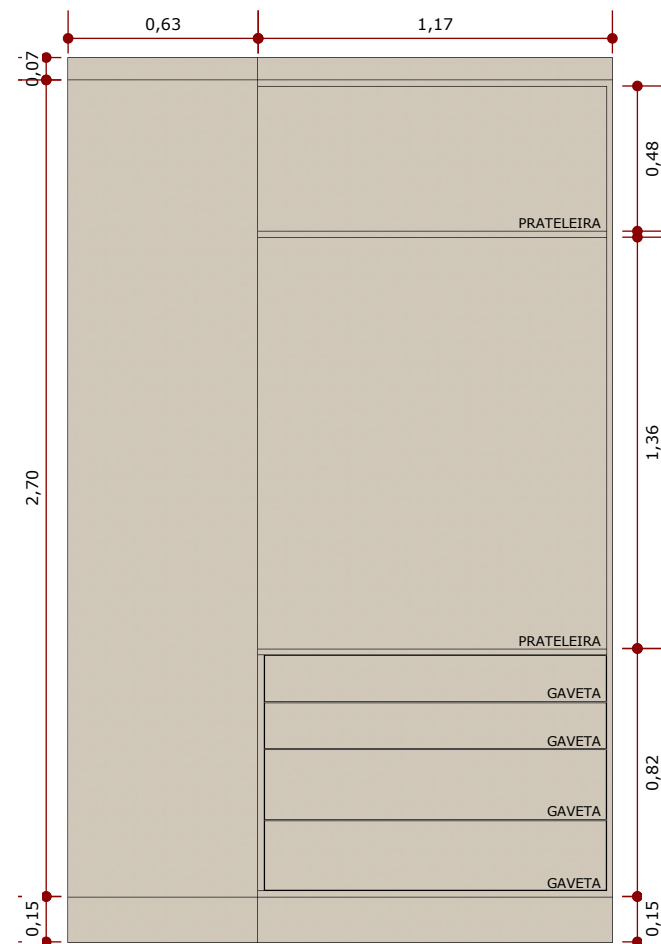 0,63
1,17
0,07
0,48
PRATELEIRA
2,70
1,36
PRATELEIRA
GAVETA
GAVETA
0,82
GAVETA
GAVETA
0,15
0,15